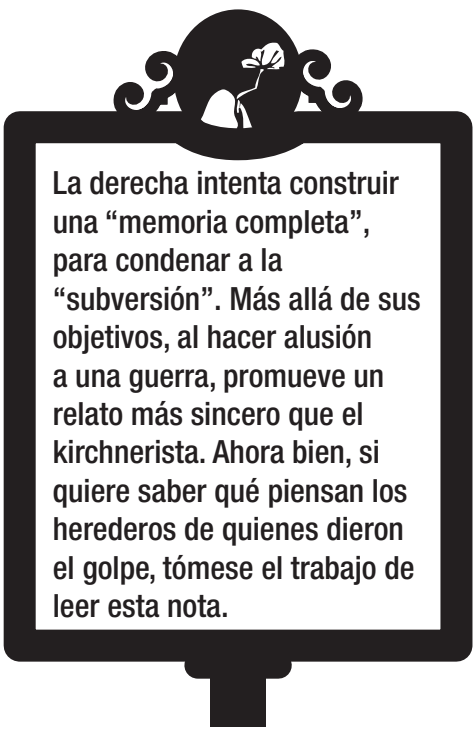 La derecha intenta construir
una “memoria completa”,
para condenar a la
“subversión”. Más allá de sus
objetivos, al hacer alusión
a una guerra, promueve un
relato más sincero que el
kirchnerista. Ahora bien, si
quiere saber qué piensan los
herederos de quienes dieron
el golpe, tómese el trabajo de
leer esta nota.